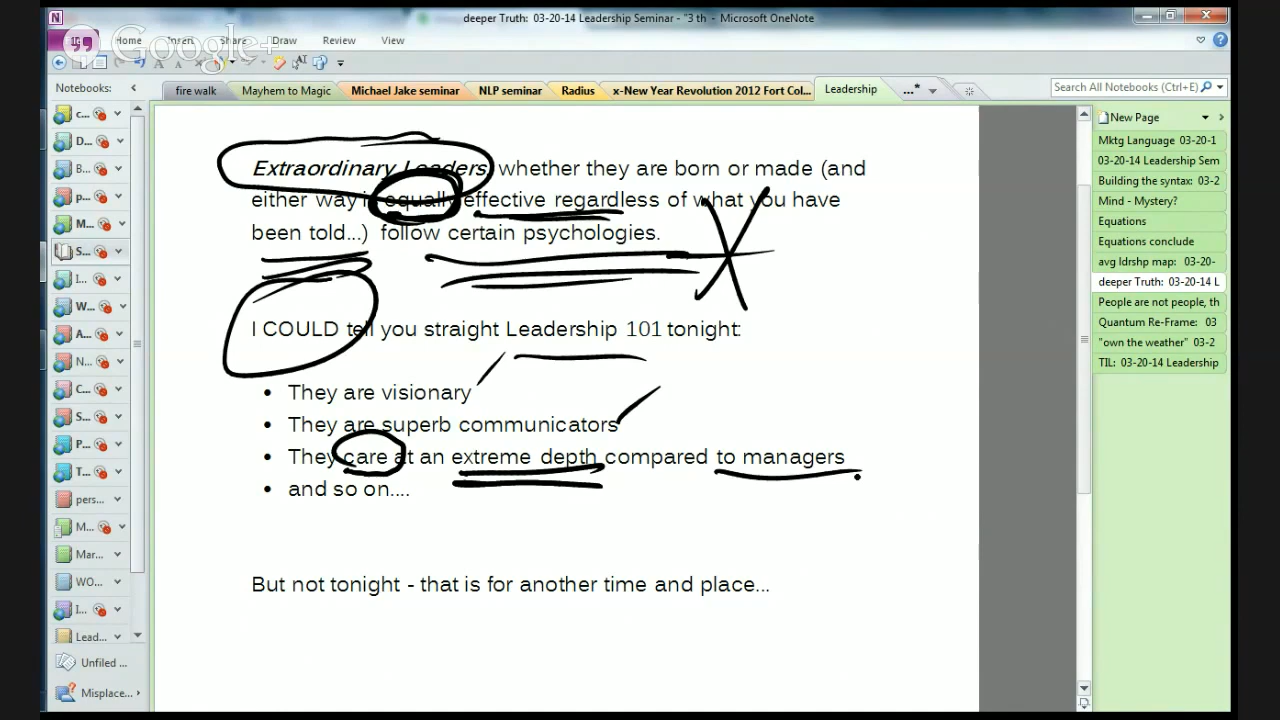 deeper Truth: 03-20-14 Leadership Seminar - "3 th - Microsoft OneNote
Google+
Home Insert Share Draw Review View
Notebooks:
fire walk
Mayhem to Magic
Michael Jake seminar
NLP seminar
Radius
x-New Year Revolution 2012 Fort Col...
Leadership
...*
Search All Notebooks (Ctrl+E)
c...
D...
B...
p...
M...
S...
I...
W...
A...
N...
C...
S...
P...
T...
pers...
M...
Mar...
WO...
I...
Lead...
Unfiled ...
Misplace...
Extraordinary Leaders, whether they are born or made (and
either way is equally effective regardless of what you have
been told...) follow certain psychologies.
I COULD tell you straight Leadership 101 tonight:
• They are visionary
• They are superb communicators
• They care at an extreme depth compared to managers
• and so on....
But not tonight - that is for another time and place...
New Page
Mktg Language 03-20-1
03-20-14 Leadership Sem
Building the syntax: 03-2
Mind - Mystery?
Equations
Equations conclude
avg ldrshp map: 03-20-
deeper Truth: 03-20-14 L
People are not people, th
Quantum Re-Frame: 03
"own the weather" 03-2
TIL: 03-20-14 Leadership